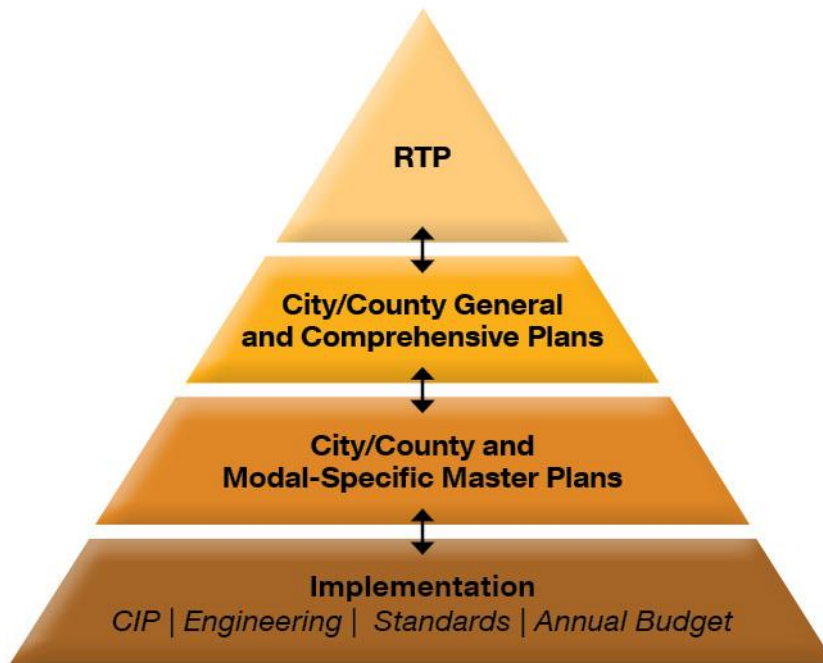 RTP
City/County General
and Comprehensive Plans
City/County and
Modal-Specific Master Plans
Implementation
CIP | Engineering | Standards | Annual Budget